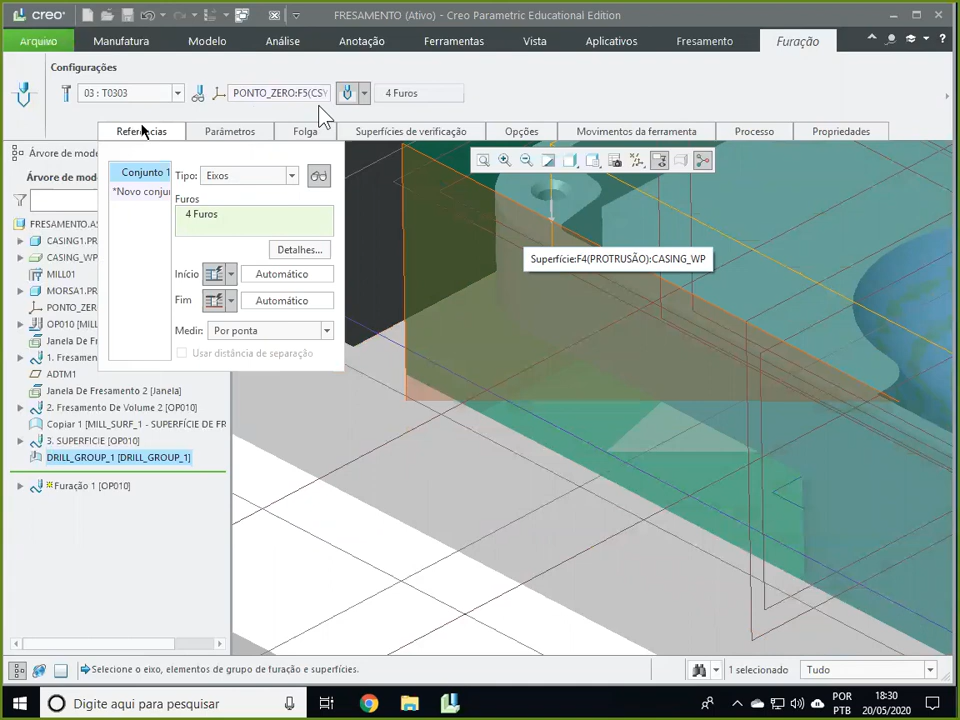 creo
FRESAMENTO (Ativo) - Creo Parametric Educational Edition
Arquivo Manufatura Modelo Análise Anotação Ferramentas Vista Aplicativos Fresamento Furação
Configurações
03 : T0303 PONTO_ZERO:F5(CSY 4 Furos
Referências Parâmetros Folga Superfícies de verificação Opções Movimentos da ferramenta Processo Propriedades
Árvore de mod
Árvore de mode
Conjunto 1
*Novo conju
Tipo: Eixos
Furos
4 Furos
Detalhes...
Início Automático
Fim Automático
Medir: Por ponta
Usar distância de separação
Superfície:F4(PROTRUSÃO):CASING_WP
FRESAMENTO.AS
CASING1.PR
CASING_WP.
MILL01
MORSA1.PR
PONTO_ZER
OP010 [MILL
Janela De Fr
1. Fresamen
ADTM1
Janela De Fresamento 2 [Janela]
2. Fresamento De Volume 2 [OP010]
Copiar 1 [MILL_SURF_1 - SUPERFÍCIE DE FR
3. SUPERFICIE [OP010]
DRILL_GROUP_1 [DRILL_GROUP_1]
Furação 1 [OP010]
Selecione o eixo, elementos de grupo de furação e superfícies.
1 selecionado Tudo
Digite aqui para pesquisar
POR
PTB
18:30
20/05/2020